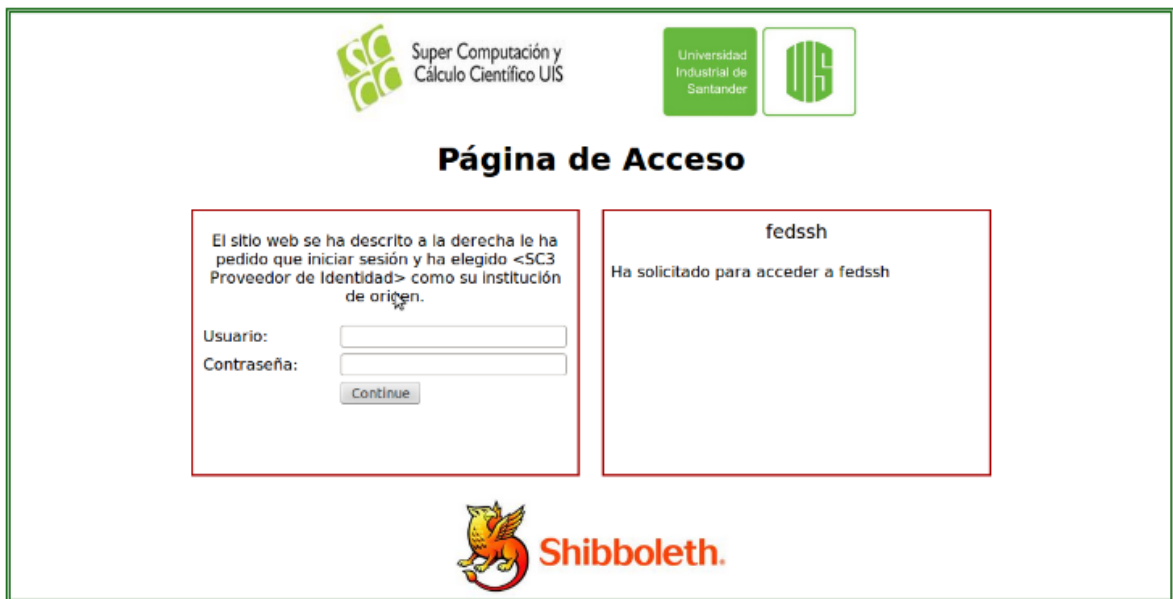 Super Computación y
Cálculo Científico UIS
Universidad
Industrial de
Santander
UIS
Página de Acceso
El sitio web se ha descrito a la derecha le ha
pedido que iniciar sesión y ha elegido <SC3
Proveedor de Identidad> como su institución
de origen.
Usuario:
Contraseña:
Continue
fedssh
Ha solicitado para acceder a fedssh
Shibboleth.